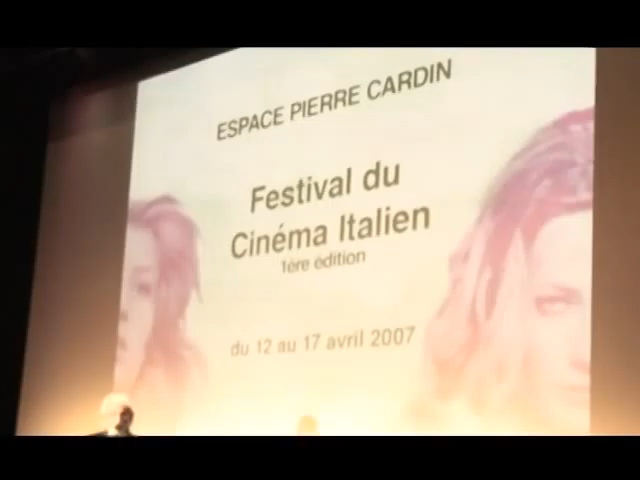 ESPACE PIERRE CARDIN
Festival du
Cinéma Italien
1ère édition
du 12 au 17 avril 2007